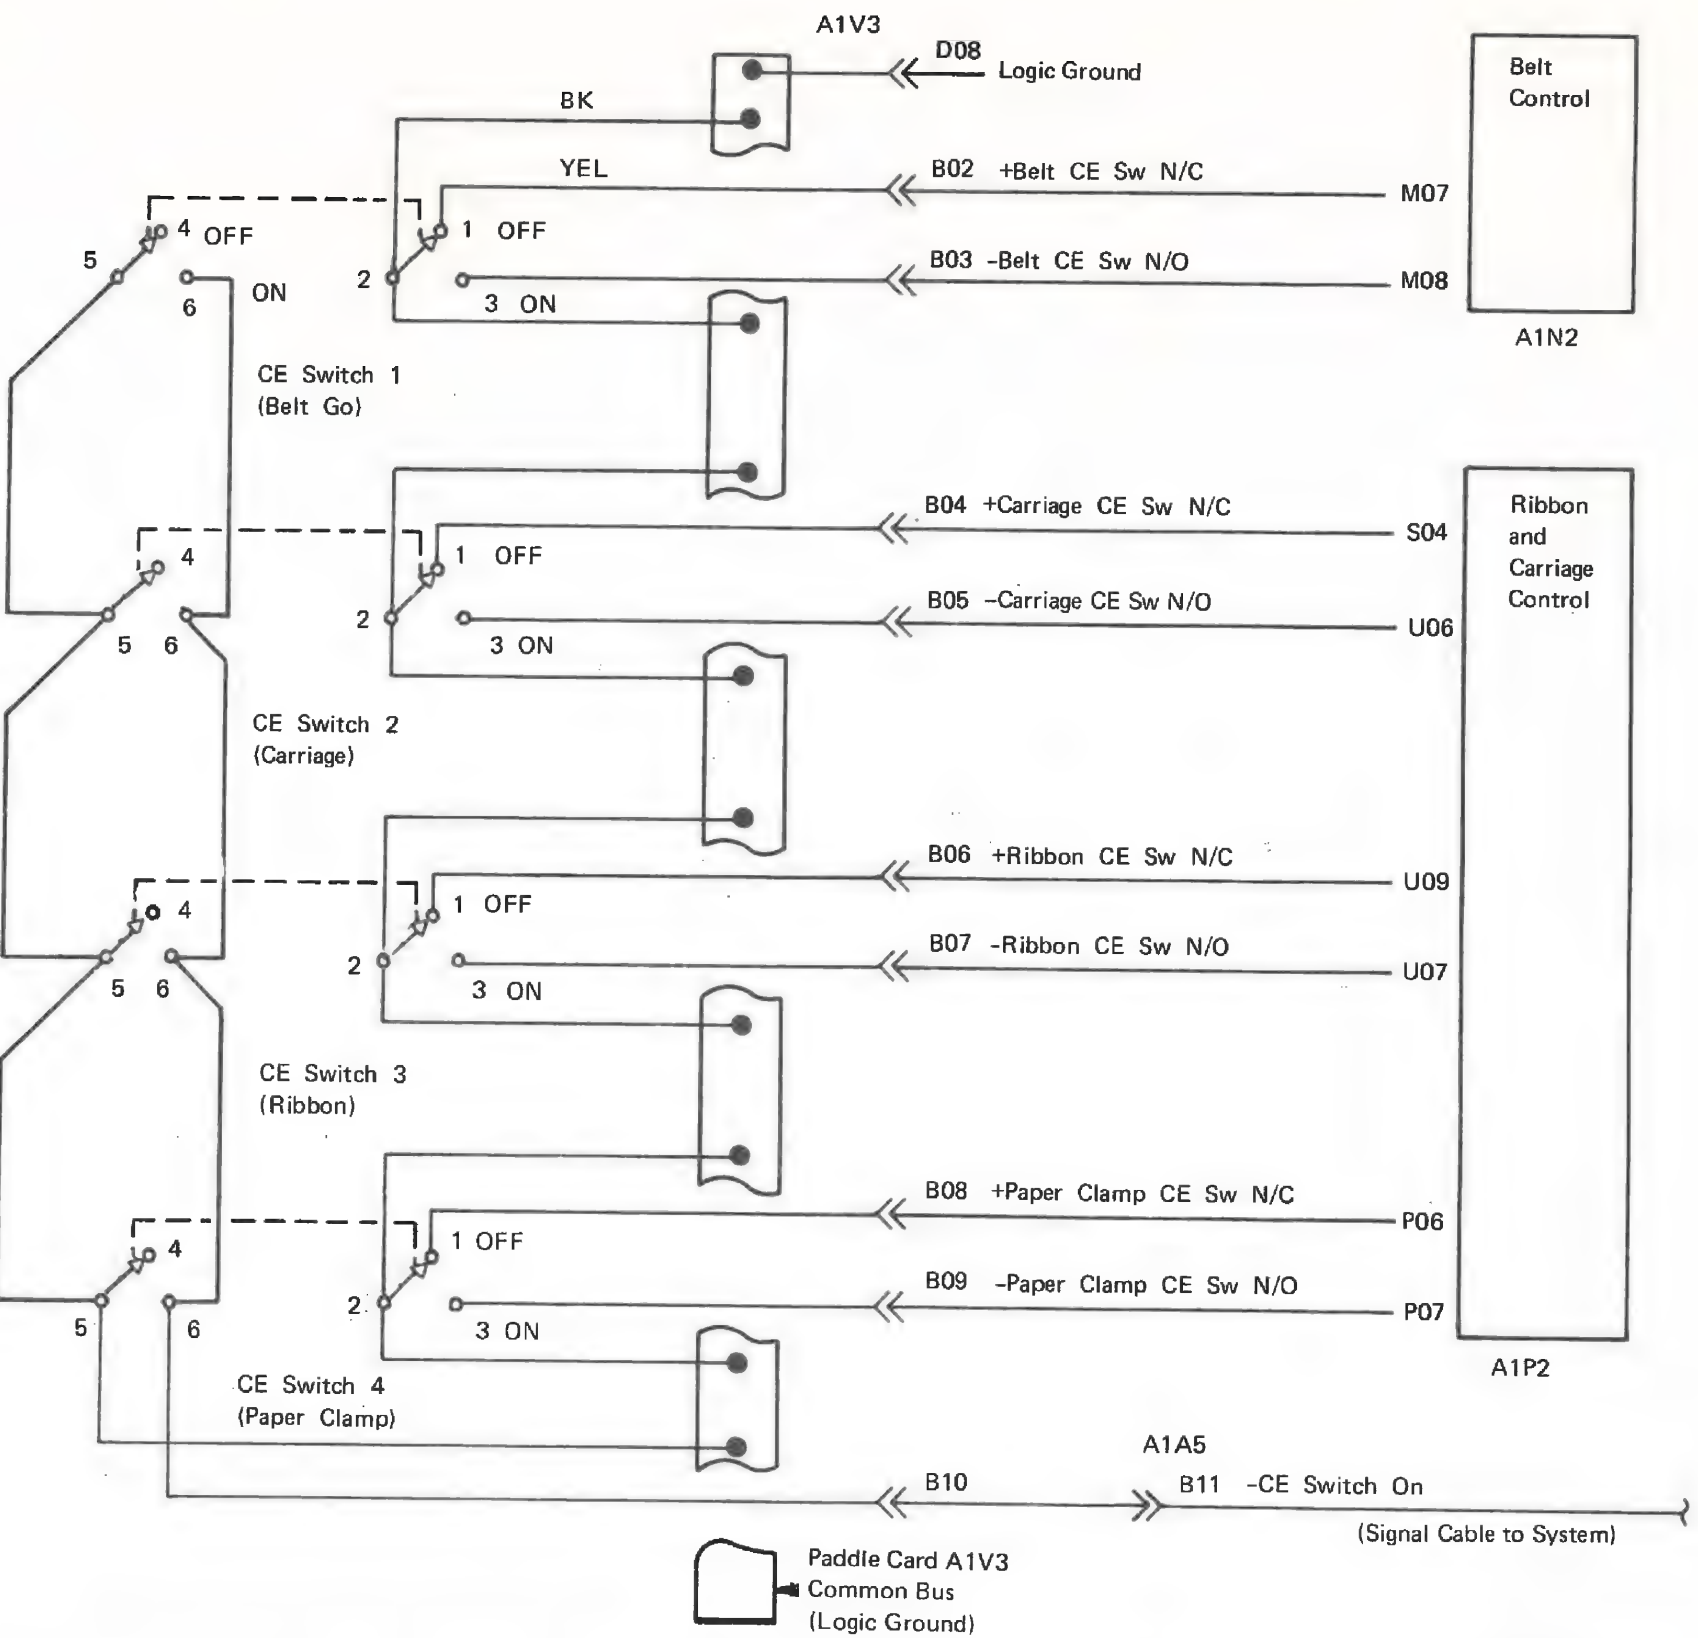 A1V3
D08
Logic Ground
BK
Belt
Control
YEL
B02 +Belt CE Sw N/C
M07
4 OFF
1 OFF
5
B03 -Belt CE Sw N/O
M08
2
ON
6
3 ON
A1N2
CE Switch 1
(Belt Go)
B04 +Carriage CE Sw N/C
S04
Ribbon
and
Carriage
Control
4
1 OFF
B05 -Carriage CE Sw N/O
U06
2
5 6
3 ON
CE Switch 2
(Carriage)
B06 +Ribbon CE Sw N/C
U09
4
1 OFF
B07 -Ribbon CE Sw N/O
U07
2
5 6
3 ON
CE Switch 3
(Ribbon)
B08 +Paper Clamp CE Sw N/C
P06
4
1 OFF
B09 -Paper Clamp CE Sw N/O
P07
2
5
6
3 ON
A1P2
CE Switch 4
(Paper Clamp)
A1A5
B10
B11 -CE Switch On
(Signal Cable to System)
Paddle Card A1V3
Common Bus
(Logic Ground)